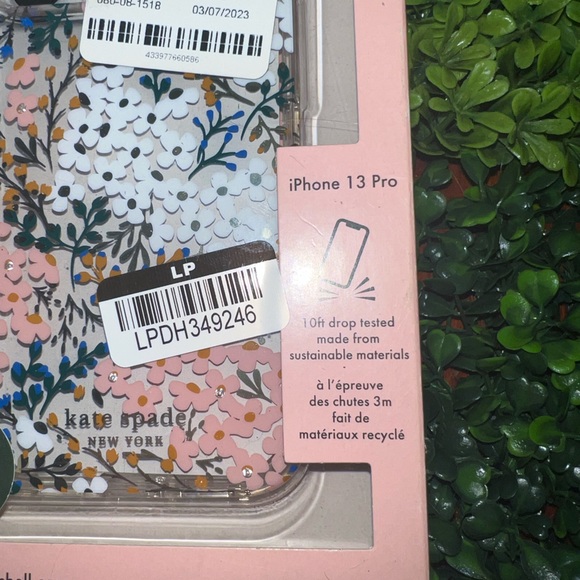 03/07/2023
433977660586
iPhone 13 Pro
LP
LPDH349246
10ft drop tested
made from
sustainable materials
à l'épreuve
des chutes 3m
fait de
matériaux recyclé
kate spade
NEW YORK